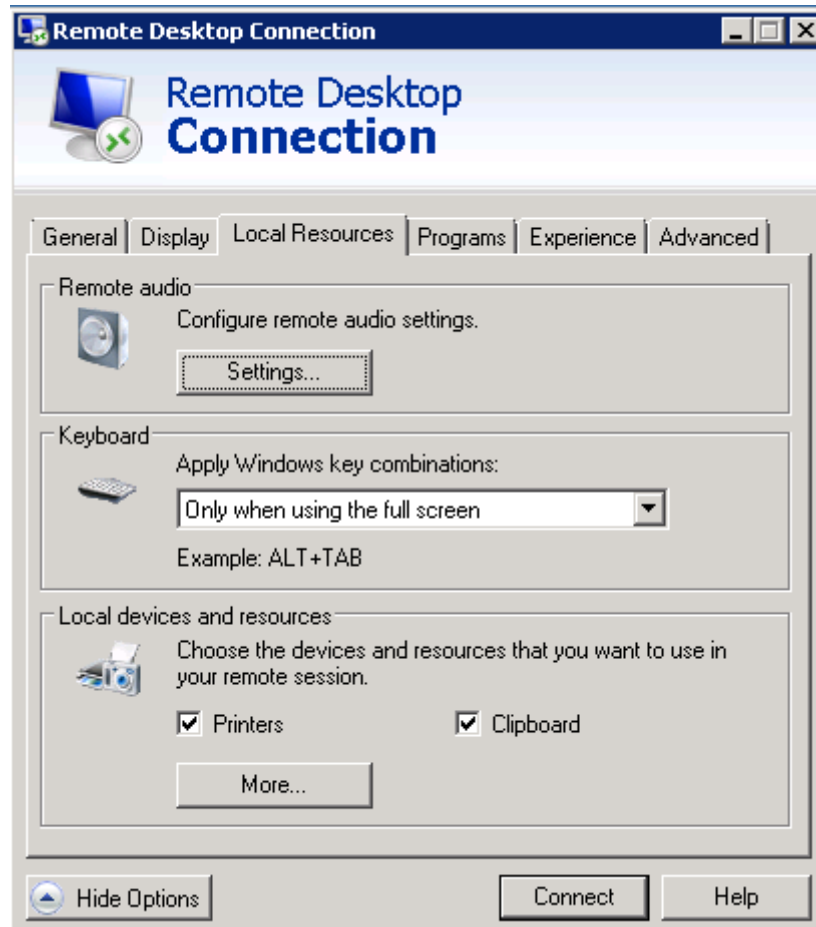 Remote Desktop Connection
Remote Desktop
Connection
General Display Local Resources Programs Experience Advanced
Remote audio
Configure remote audio settings.
Settings...
Keyboard
Apply Windows key combinations:
Only when using the full screen
Example: ALT+TAB
Local devices and resources
Choose the devices and resources that you want to use in
your remote session.
Printers Clipboard
More...
Hide Options Connect Help